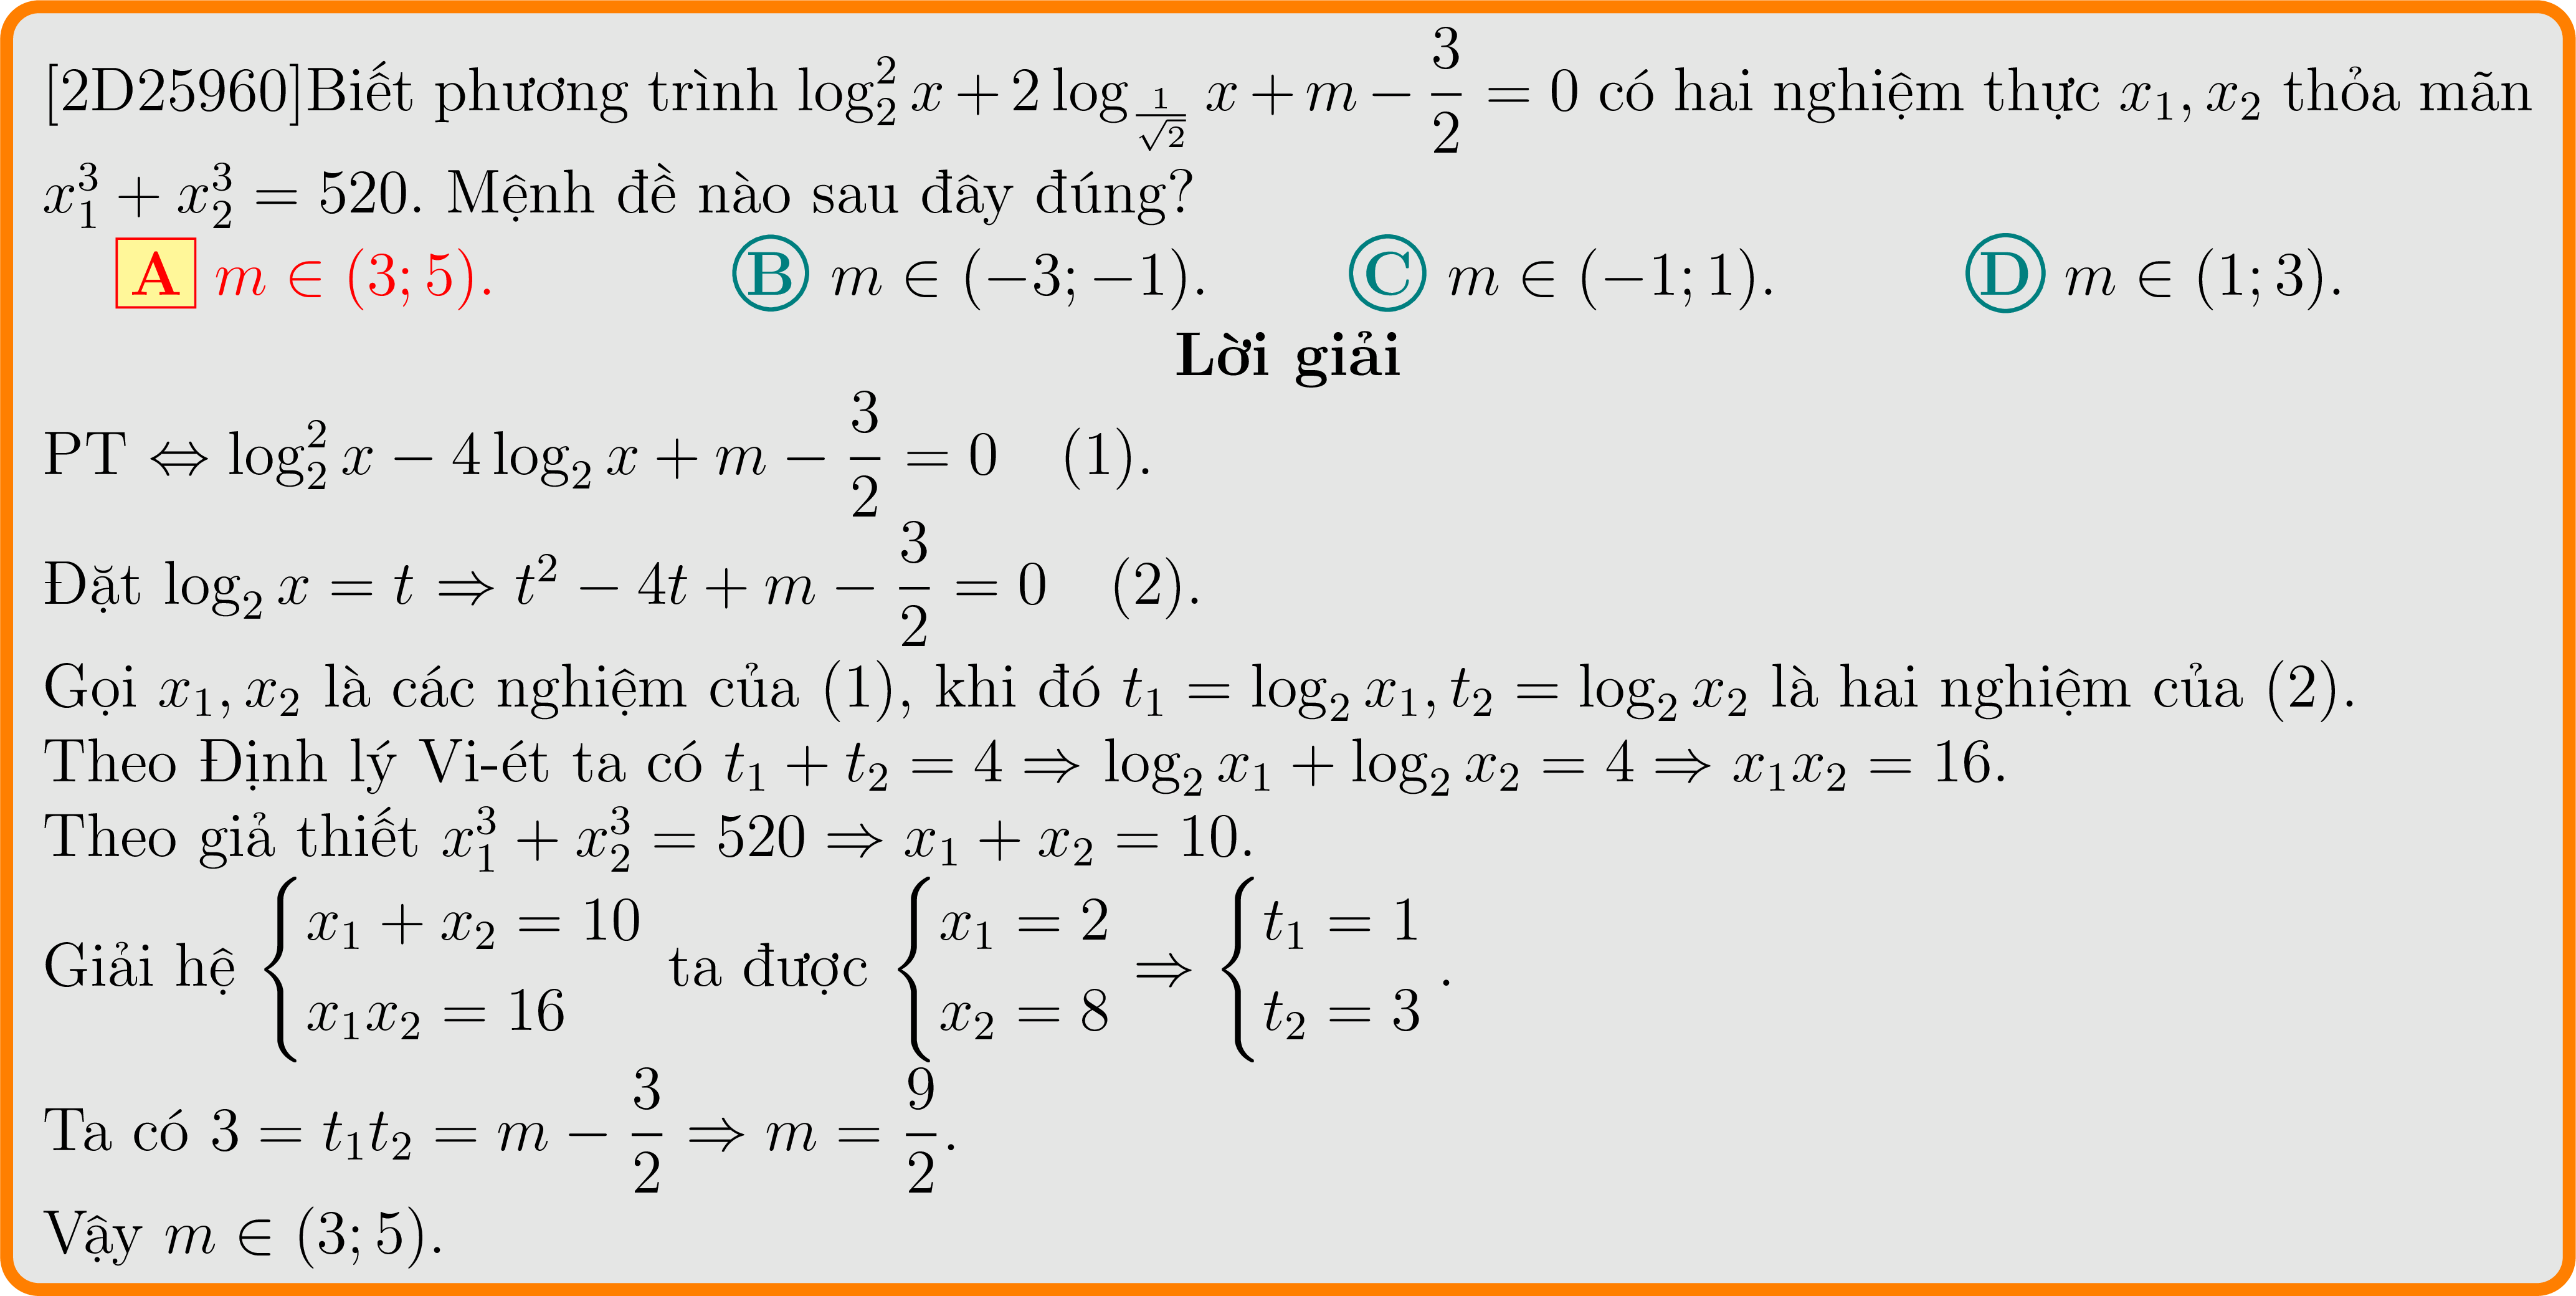 [2D25960]Biết phương trình $\log_2^2 x + 2\log_{\frac{1}{\sqrt{2}}} x + m - \dfrac{3}{2} = 0$ có hai nghiệm thực $x_1, x_2$ thỏa mãn
$x_1^3 + x_2^3 = 520$. Mệnh đề nào sau đây đúng?
A $m \in (3; 5)$. B $m \in (-3; -1)$. C $m \in (-1; 1)$. D $m \in (1; 3)$.
Lời giải
PT $\Leftrightarrow \log_2^2 x - 4\log_2 x + m - \dfrac{3}{2} = 0 \quad (1)$.
Đặt $\log_2 x = t \Rightarrow t^2 - 4t + m - \dfrac{3}{2} = 0 \quad (2)$.
Gọi $x_1, x_2$ là các nghiệm của (1), khi đó $t_1 = \log_2 x_1, t_2 = \log_2 x_2$ là hai nghiệm của (2).
Theo Định lý Vi-ét ta có $t_1 + t_2 = 4 \Rightarrow \log_2 x_1 + \log_2 x_2 = 4 \Rightarrow x_1x_2 = 16$.
Theo giả thiết $x_1^3 + x_2^3 = 520 \Rightarrow x_1 + x_2 = 10$.
Giải hệ $\begin{cases} x_1 + x_2 = 10 \\ x_1x_2 = 16 \end{cases}$ ta được $\begin{cases} x_1 = 2 \\ x_2 = 8 \end{cases} \Rightarrow \begin{cases} t_1 = 1 \\ t_2 = 3 \end{cases}$.
Ta có $3 = t_1t_2 = m - \dfrac{3}{2} \Rightarrow m = \dfrac{9}{2}$.
Vậy $m \in (3; 5)$.